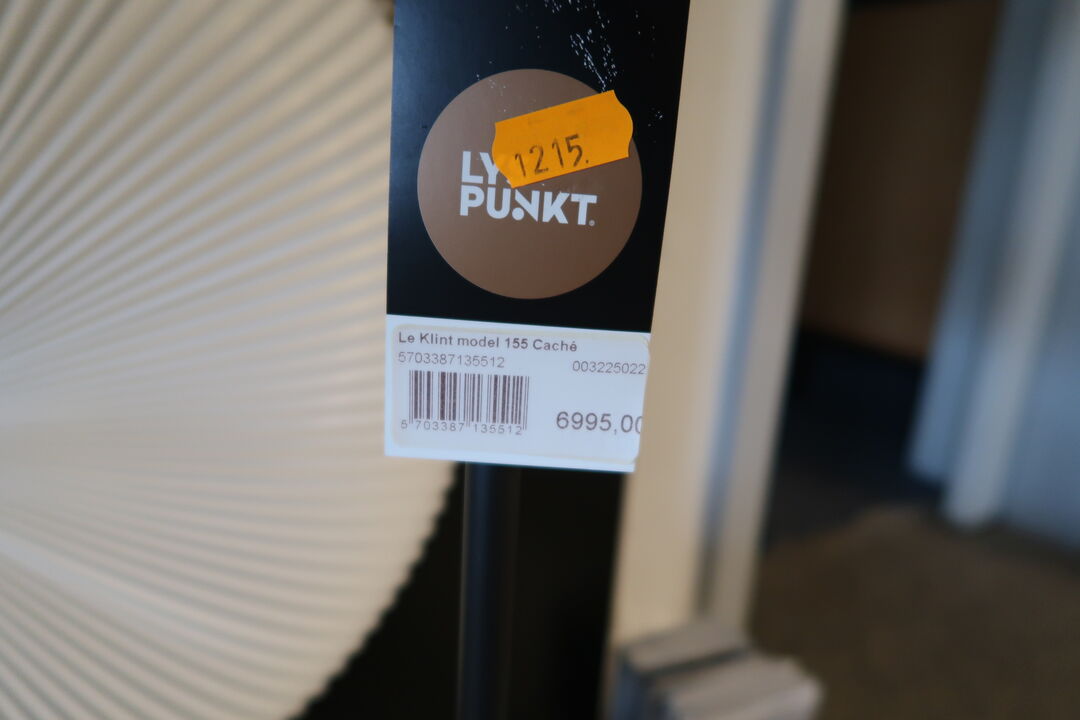 1215.
LY
PUNKT.®
Le Klint model 155 Caché
5703387135512
003225022
5 703387 135512
6995,00